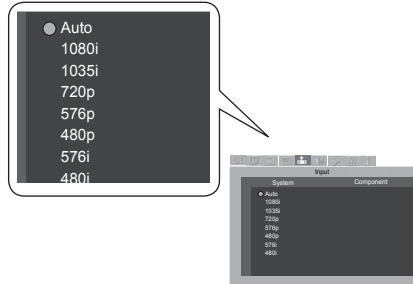 Auto
1080i
1035i
720p
576p
480p
576i
480i
Input
System Component
Auto
1080i
1035i
720p
576p
480p
576i
480i